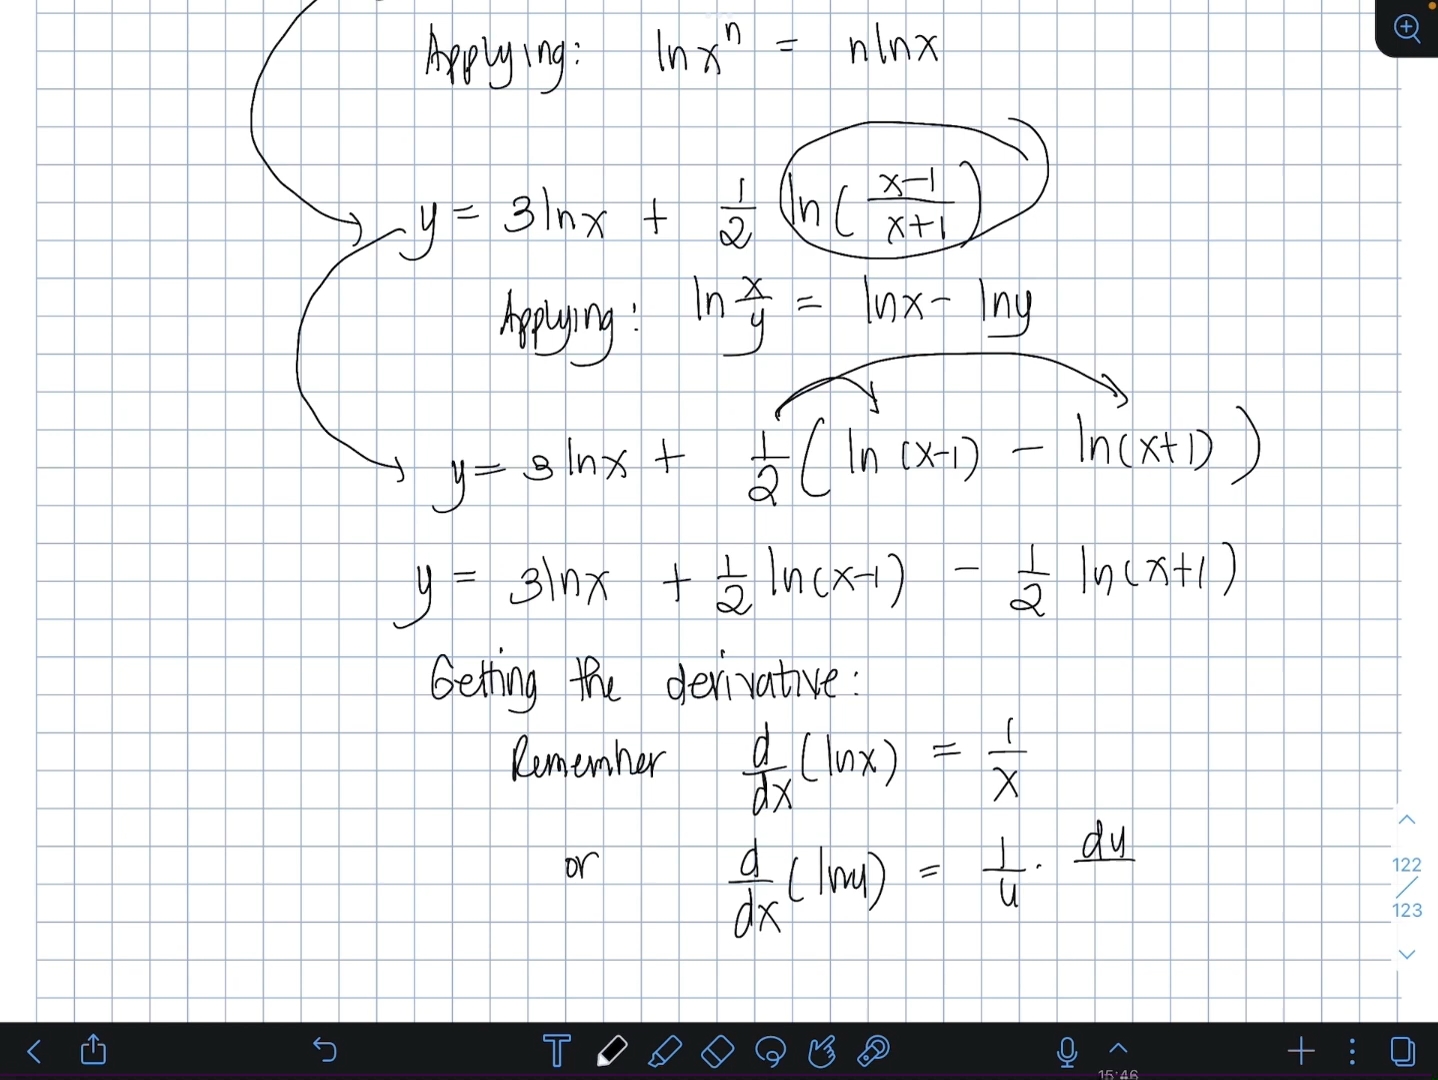 Applying: ln xⁿ = n ln x
y = 3 ln x + 1/2 ln ( (x-1)/(x+1) )
Applying: ln x/y = ln x - ln y
y = 3 ln x + 1/2 ( ln (x-1) - ln (x+1) )
y = 3 ln x + 1/2 ln (x-1) - 1/2 ln (x+1)
Getting the derivative:
Remember d/dx (ln x) = 1/x
or d/dx (ln u) = 1/u · du
122
/
123
T
15:46